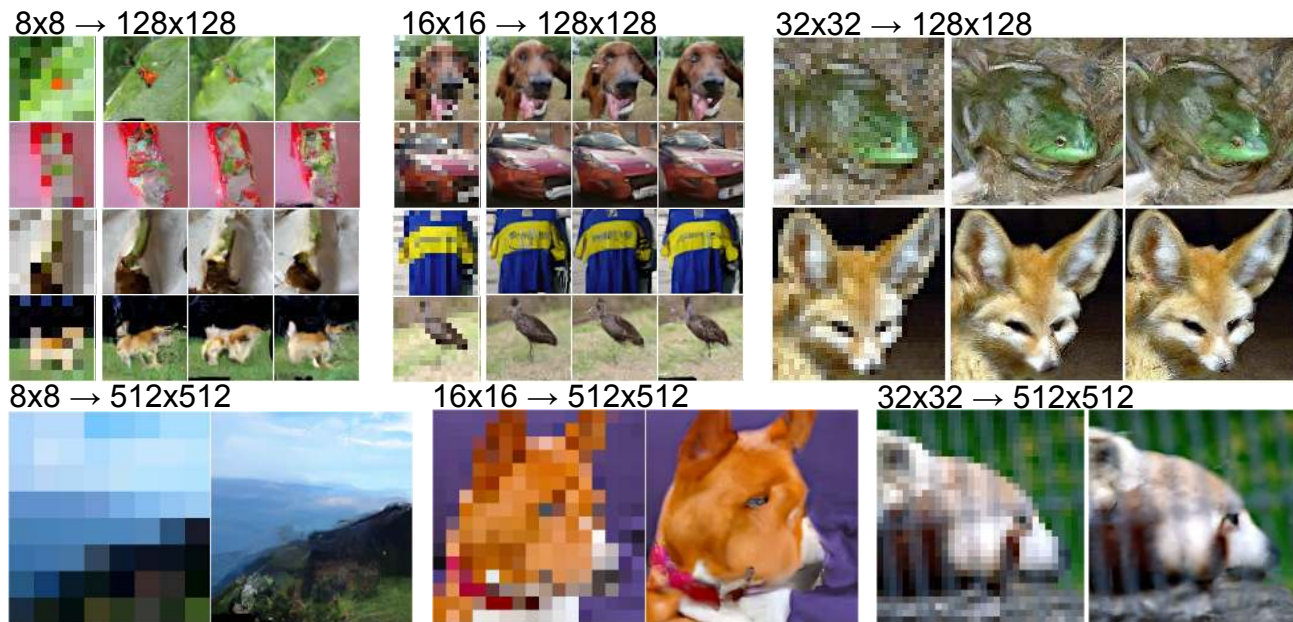 8x8 → 128x128
16x16 → 128x128
32x32 → 128x128
8x8 → 512x512
16x16 → 512x512
32x32 → 512x512